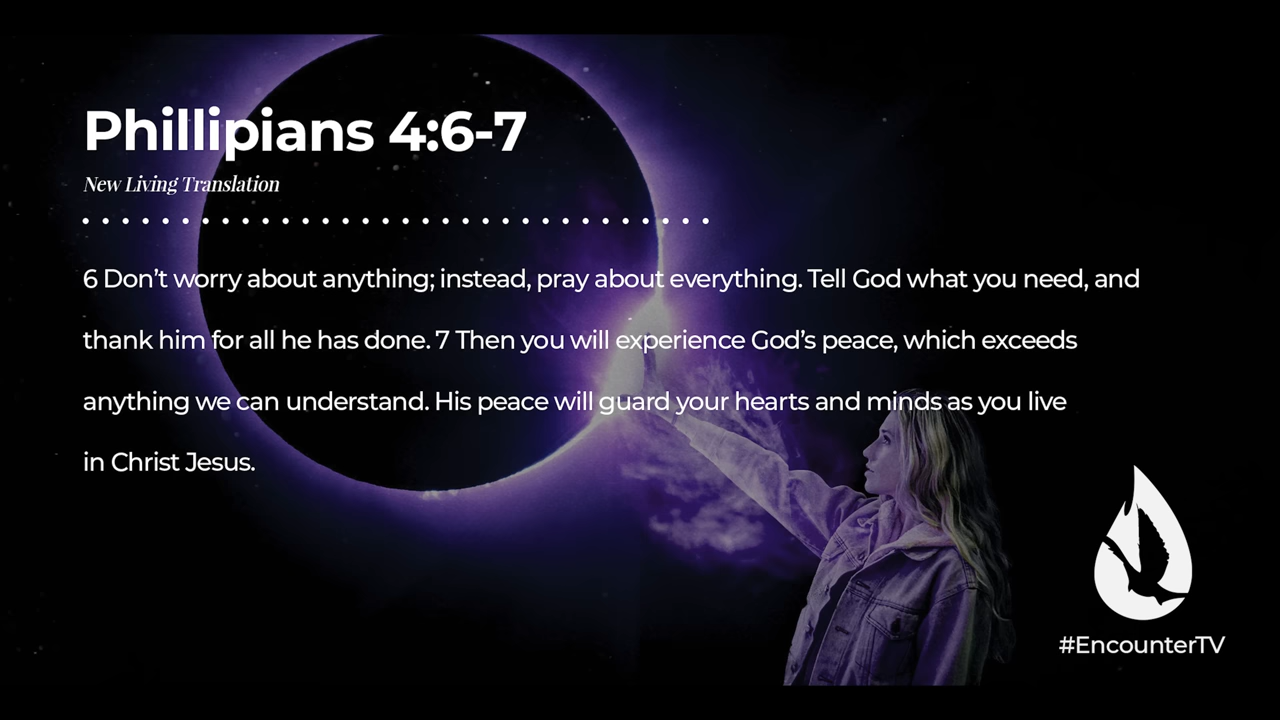 Phillipians 4:6-7
New Living Translation
6 Don’t worry about anything; instead, pray about everything. Tell God what you need, and
thank him for all he has done. 7 Then you will experience God’s peace, which exceeds
anything we can understand. His peace will guard your hearts and minds as you live
in Christ Jesus.
#EncounterTV